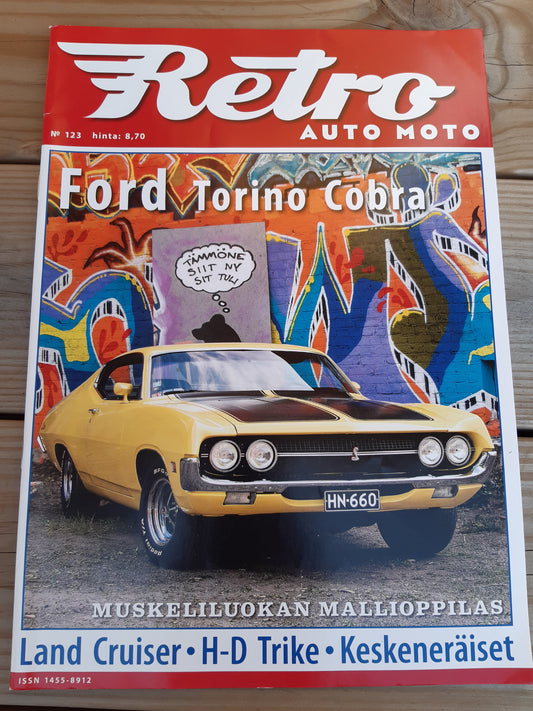 Retro
AUTO MOTO
Nº 123 hinta: 8,70
Ford Torino Cobra
TÄMMÖNE
SIIT NY
SIT TULI
HN-660
MUSKELILUOKAN MALLIOPPILAS
Land Cruiser • H-D Trike • Keskeneräiset
ISSN 1455-8912